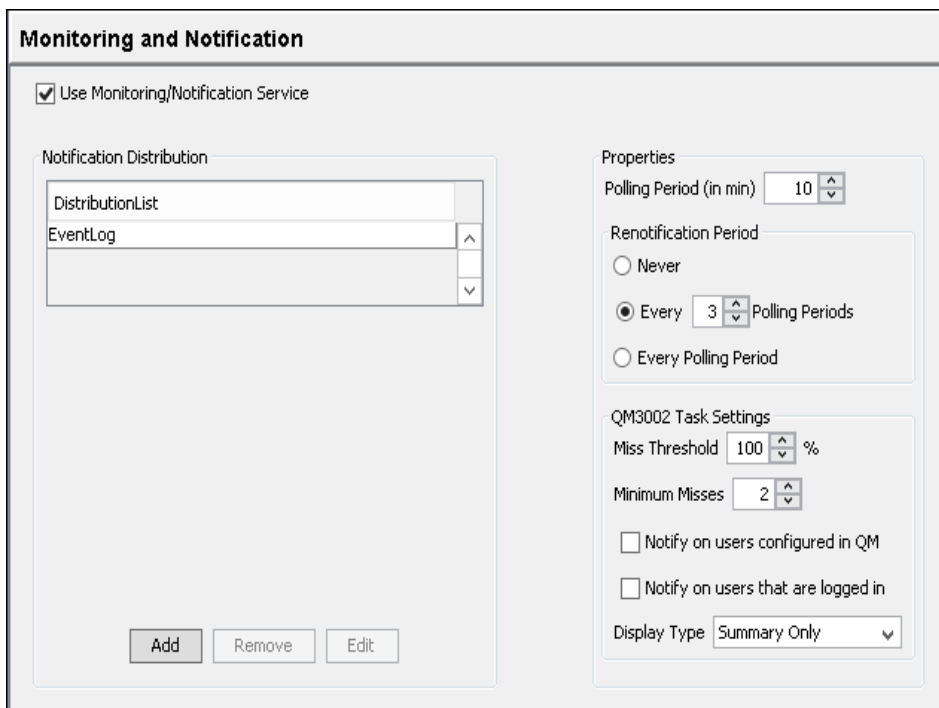 Monitoring and Notification
Use Monitoring/Notification Service
Notification Distribution
DistributionList
EventLog
Add Remove Edit
Properties
Polling Period (in min) 10
Renotification Period
Never
Every 3 Polling Periods
Every Polling Period
QM3002 Task Settings
Miss Threshold 100 %
Minimum Misses 2
Notify on users configured in QM
Notify on users that are logged in
Display Type Summary Only